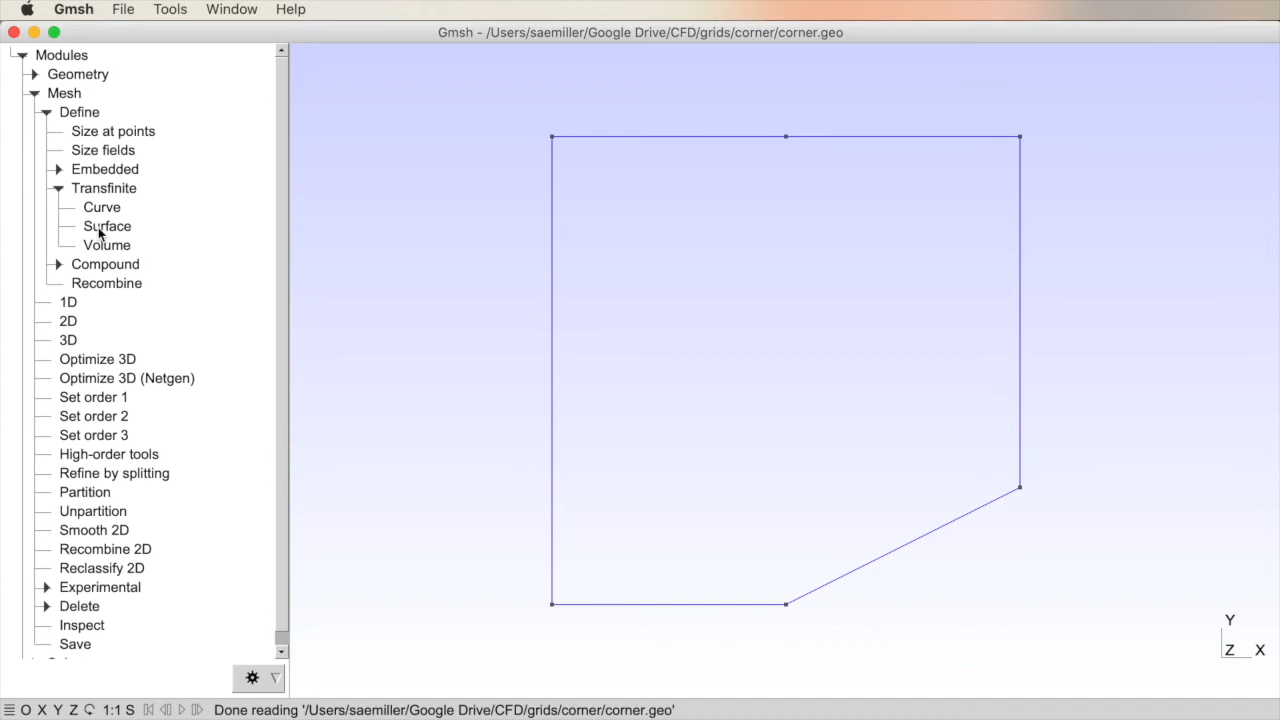 Gmsh File Tools Window Help
Gmsh - /Users/saemiller/Google Drive/CFD/grids/corner/corner.geo
Modules
Geometry
Mesh
Define
Size at points
Size fields
Embedded
Transfinite
Curve
Surface
Volume
Compound
Recombine
1D
2D
3D
Optimize 3D
Optimize 3D (Netgen)
Set order 1
Set order 2
Set order 3
High-order tools
Refine by splitting
Partition
Unpartition
Smooth 2D
Recombine 2D
Reclassify 2D
Experimental
Delete
Inspect
Save
Y
Z X
O X Y Z 1:1 S Done reading '/Users/saemiller/Google Drive/CFD/grids/corner/corner.geo'